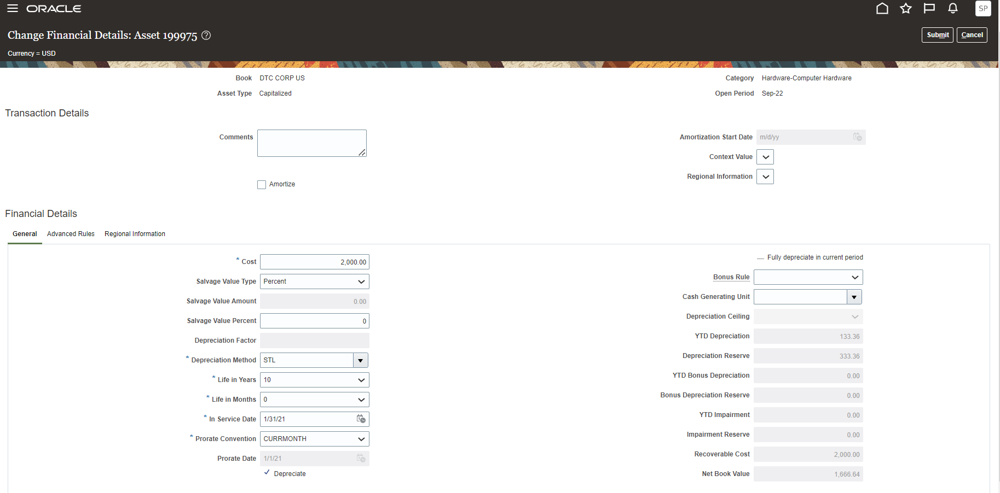 ORACLE
SP
Change Financial Details: Asset 199975 ?
Submit
Cancel
Currency = USD
Book DTC CORP US
Category Hardware-Computer Hardware
Asset Type Capitalized
Open Period Sep-22
Transaction Details
Comments
Amortization Start Date m/d/yy
Context Value
Regional Information
Amortize
Financial Details
General Advanced Rules Regional Information
* Cost 2,000.00
Salvage Value Type Percent
Salvage Value Amount 0.00
Salvage Value Percent 0
Depreciation Factor
* Depreciation Method STL
* Life in Years 10
* Life in Months 0
* In Service Date 1/31/21
* Prorate Convention CURRMONTH
Prorate Date 1/1/21
Depreciate
Fully depreciate in current period
Bonus Rule
Cash Generating Unit
Depreciation Ceiling
YTD Depreciation 133.36
Depreciation Reserve 333.36
YTD Bonus Depreciation 0.00
Bonus Depreciation Reserve 0.00
YTD Impairment 0.00
Impairment Reserve 0.00
Recoverable Cost 2,000.00
Net Book Value 1,666.64